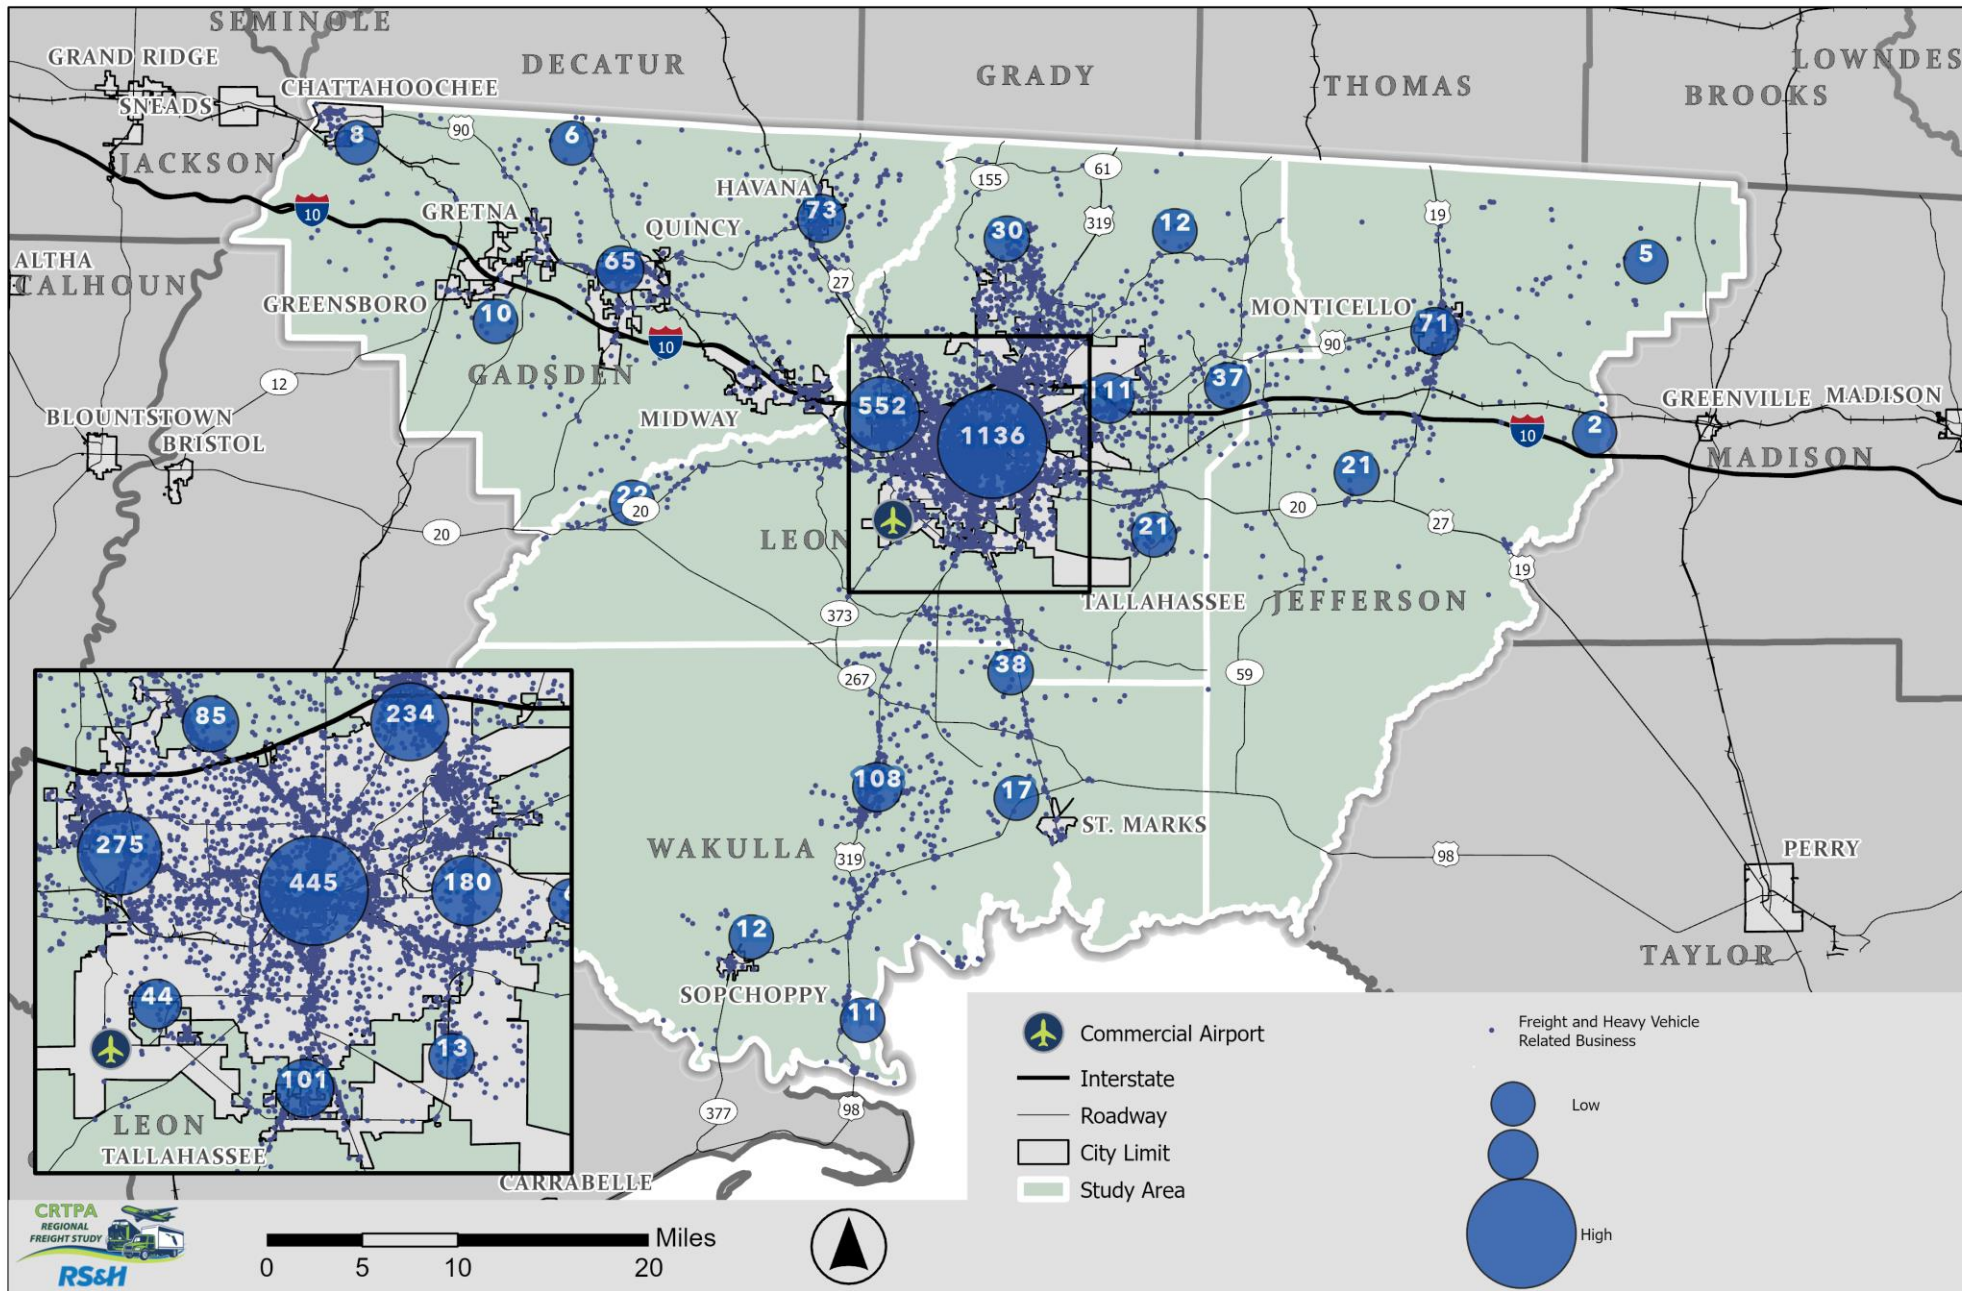 SEMINOLE
GRAND RIDGE
DECATUR
GRADY
THOMAS
LOWNDES
BROOKS
CHATTAHOOCHEE
SNEADS
JACKSON
8
90
6
155
61
10
GRETNA
HAVANA
73
QUINCY
30
319
12
19
5
ALTHA
CALHOUN
65
27
GREENSBORO
10
10
MONTICELLO
71
90
GADSDEN
12
MIDWAY
552
1136
111
37
BLOUNTSTOWN
BRISTOL
GREENVILLE
MADISON
10
2
MADISON
21
22
20
20
LEON
21
20
27
19
TALLAHASSEE
JEFFERSON
373
38
267
59
108
17
ST. MARKS
WAKULLA
319
98
PERRY
12
SOPCHOPPY
11
TAYLOR
377
98
CARRABELLE
85
234
275
445
180
44
13
101
LEON
TALLAHASSEE
Commercial Airport
Interstate
Roadway
City Limit
Study Area
Freight and Heavy Vehicle
Related Business
Low
High
CRTPA
REGIONAL
FREIGHT STUDY
RS&H
Miles
0 5 10 20